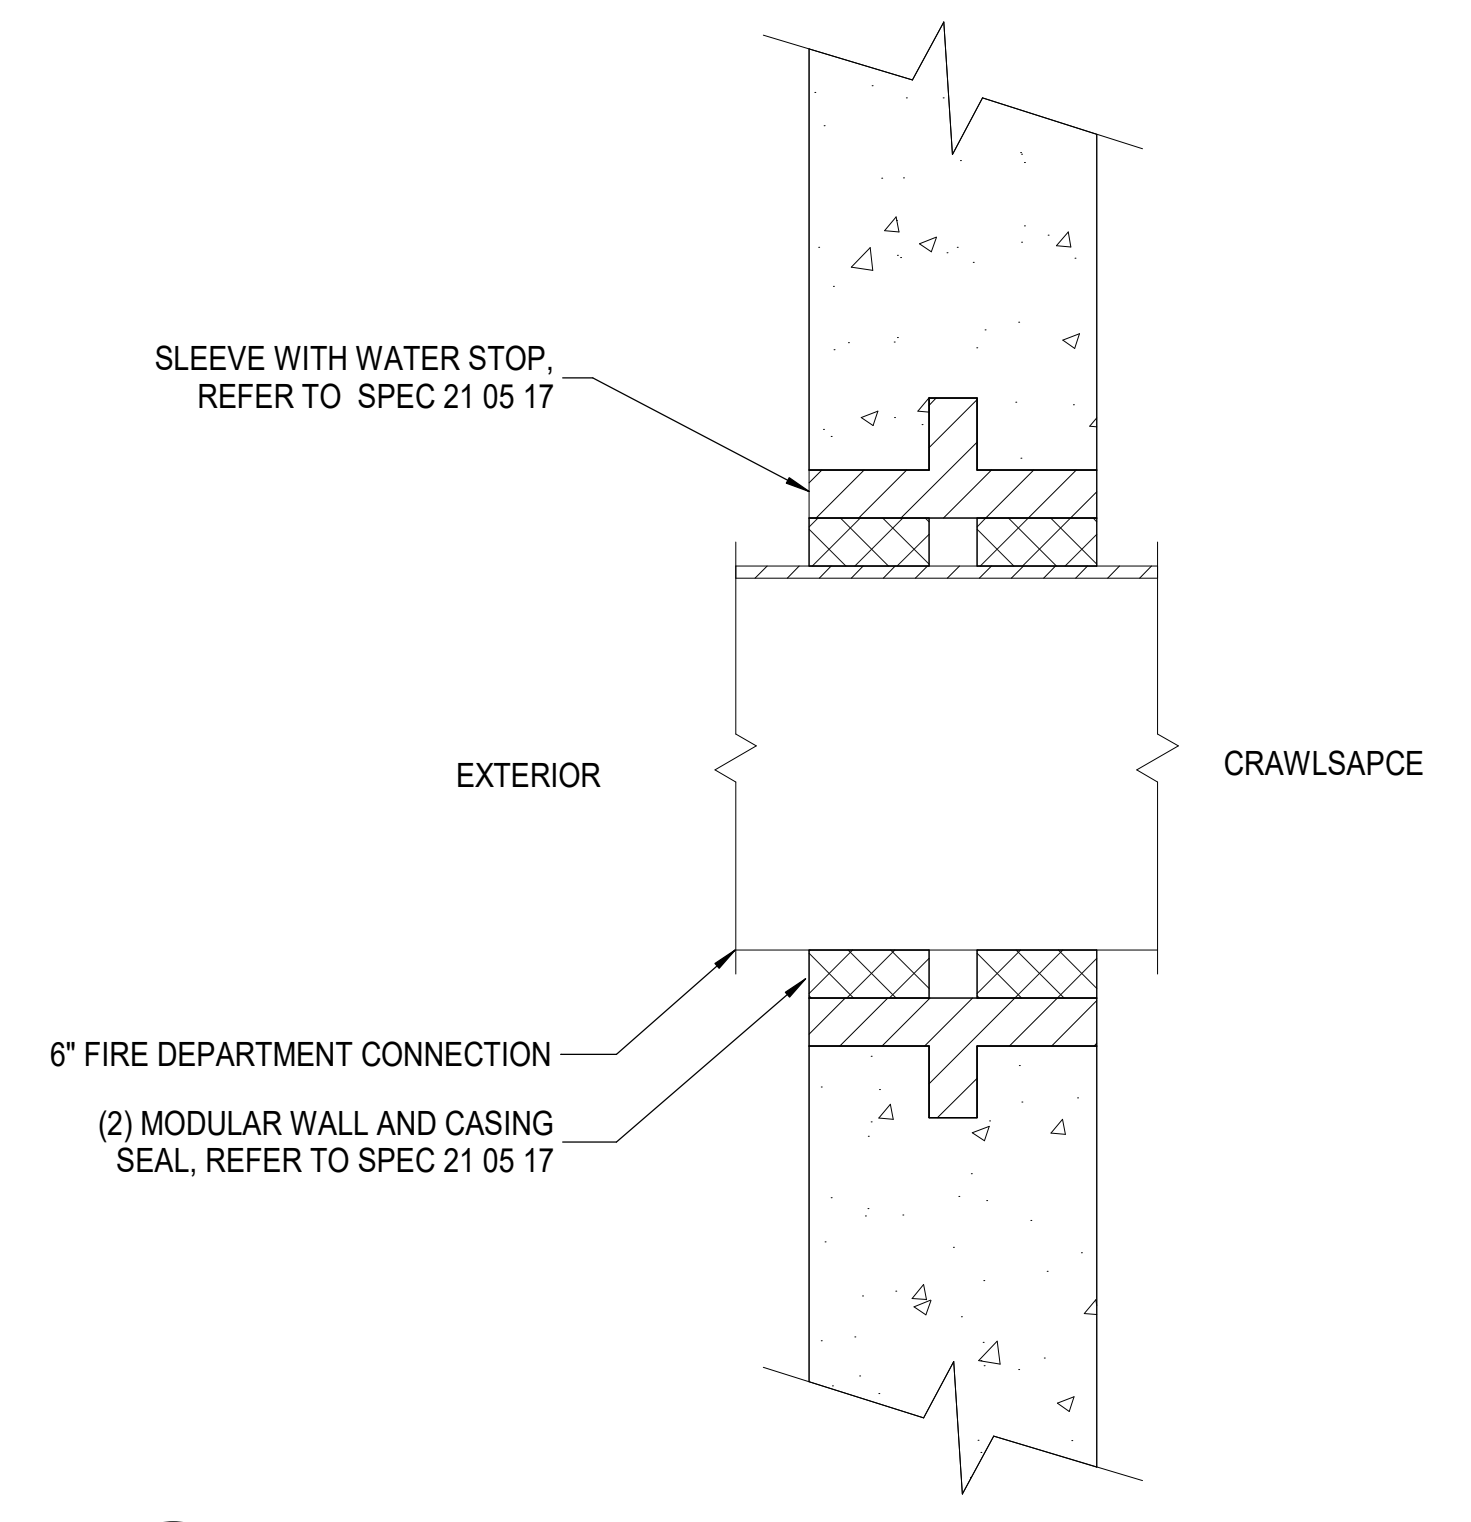 SLEEVE WITH WATER STOP,
REFER TO SPEC 21 05 17
EXTERIOR
CRAWLSAPCE
6" FIRE DEPARTMENT CONNECTION
(2) MODULAR WALL AND CASING
SEAL, REFER TO SPEC 21 05 17